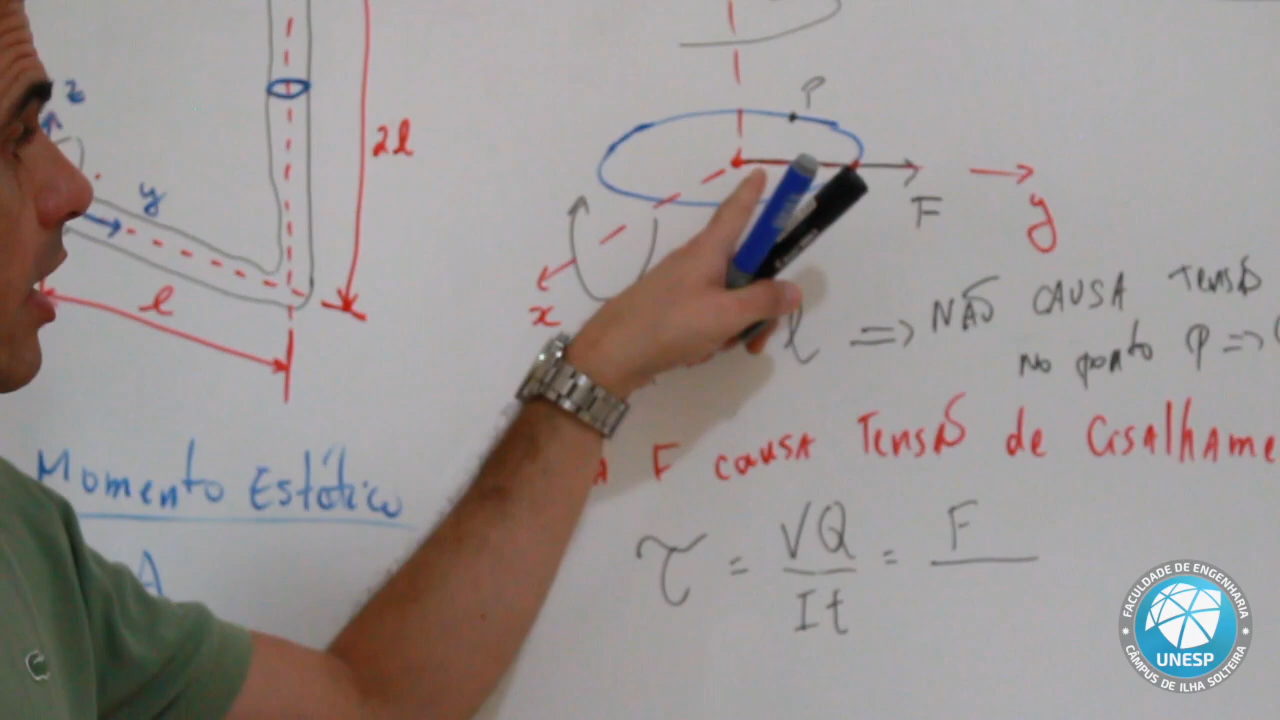 z
y
l
2l
P
F
y
x
l => NÃO CAUSA TENSÃO
NO PONTO P =>
A F CAUSA TENSÃO de CISALHAME
Momento Estático
A
τ = VQ / It = F
FACULDADE DE ENGENHARIA
UNESP
CÂMPUS DE ILHA SOLTEIRA